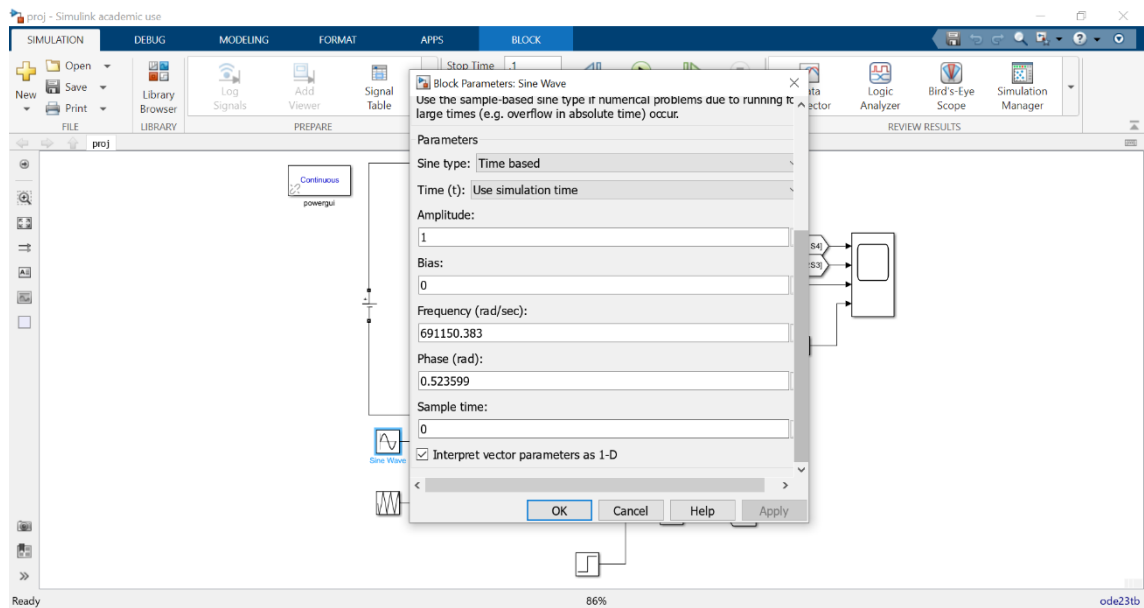 proj - Simulink academic use
SIMULATION DEBUG MODELING FORMAT APPS BLOCK
New
Open
Save
Print
FILE
Library Browser
LIBRARY
Log Signals
Add Viewer
Signal Table
PREPARE
Stop Time 1
Logic Analyzer
Bird's-Eye Scope
Simulation Manager
REVIEW RESULTS
proj
Continuous
powergui
Block Parameters: Sine Wave
Use the sample-based sine type if numerical problems due to running
large times (e.g. overflow in absolute time) occur.
Parameters
Sine type: Time based
Time (t): Use simulation time
Amplitude:
1
Bias:
0
Frequency (rad/sec):
691150.383
Phase (rad):
0.523599
Sample time:
0
Interpret vector parameters as 1-D
OK Cancel Help Apply
S4]
S3]
Sine Wave
Ready 86% ode23tb